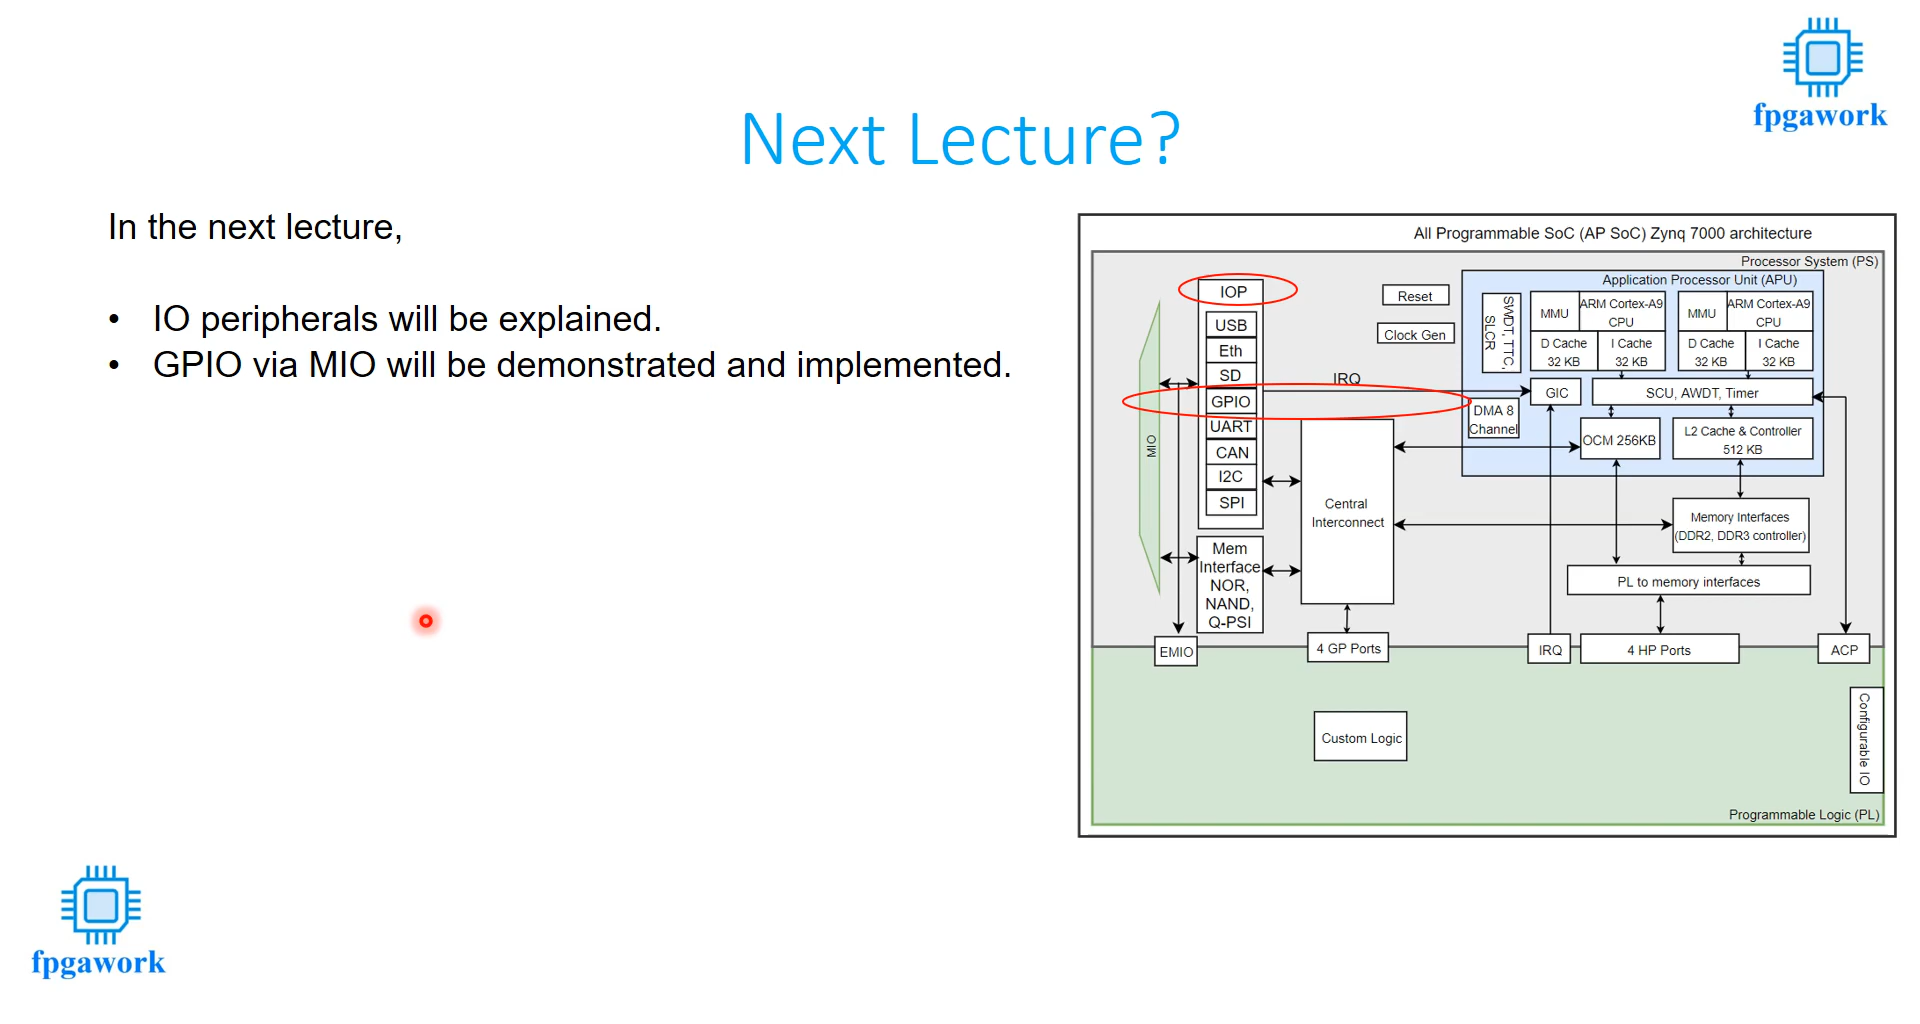 fpgawork
Next Lecture?
In the next lecture,
• IO peripherals will be explained.
• GPIO via MIO will be demonstrated and implemented.
All Programmable SoC (AP SoC) Zynq 7000 architecture
Processor System (PS)
Application Processor Unit (APU)
IOP
USB
Eth
SD
GPIO
UART
CAN
I2C
SPI
MIO
Reset
Clock Gen
IRQ
SWDT, TTC,
SLCR
MMU
ARM Cortex-A9
CPU
D Cache
32 KB
I Cache
32 KB
MMU
ARM Cortex-A9
CPU
D Cache
32 KB
I Cache
32 KB
GIC
SCU, AWDT, Timer
DMA 8
Channel
OCM 256KB
L2 Cache & Controller
512 KB
Central
Interconnect
Memory Interfaces
(DDR2, DDR3 controller)
Mem
Interface
NOR,
NAND,
Q-PSI
PL to memory interfaces
EMIO
4 GP Ports
IRQ
4 HP Ports
ACP
Custom Logic
Configurable IO
Programmable Logic (PL)
fpgawork